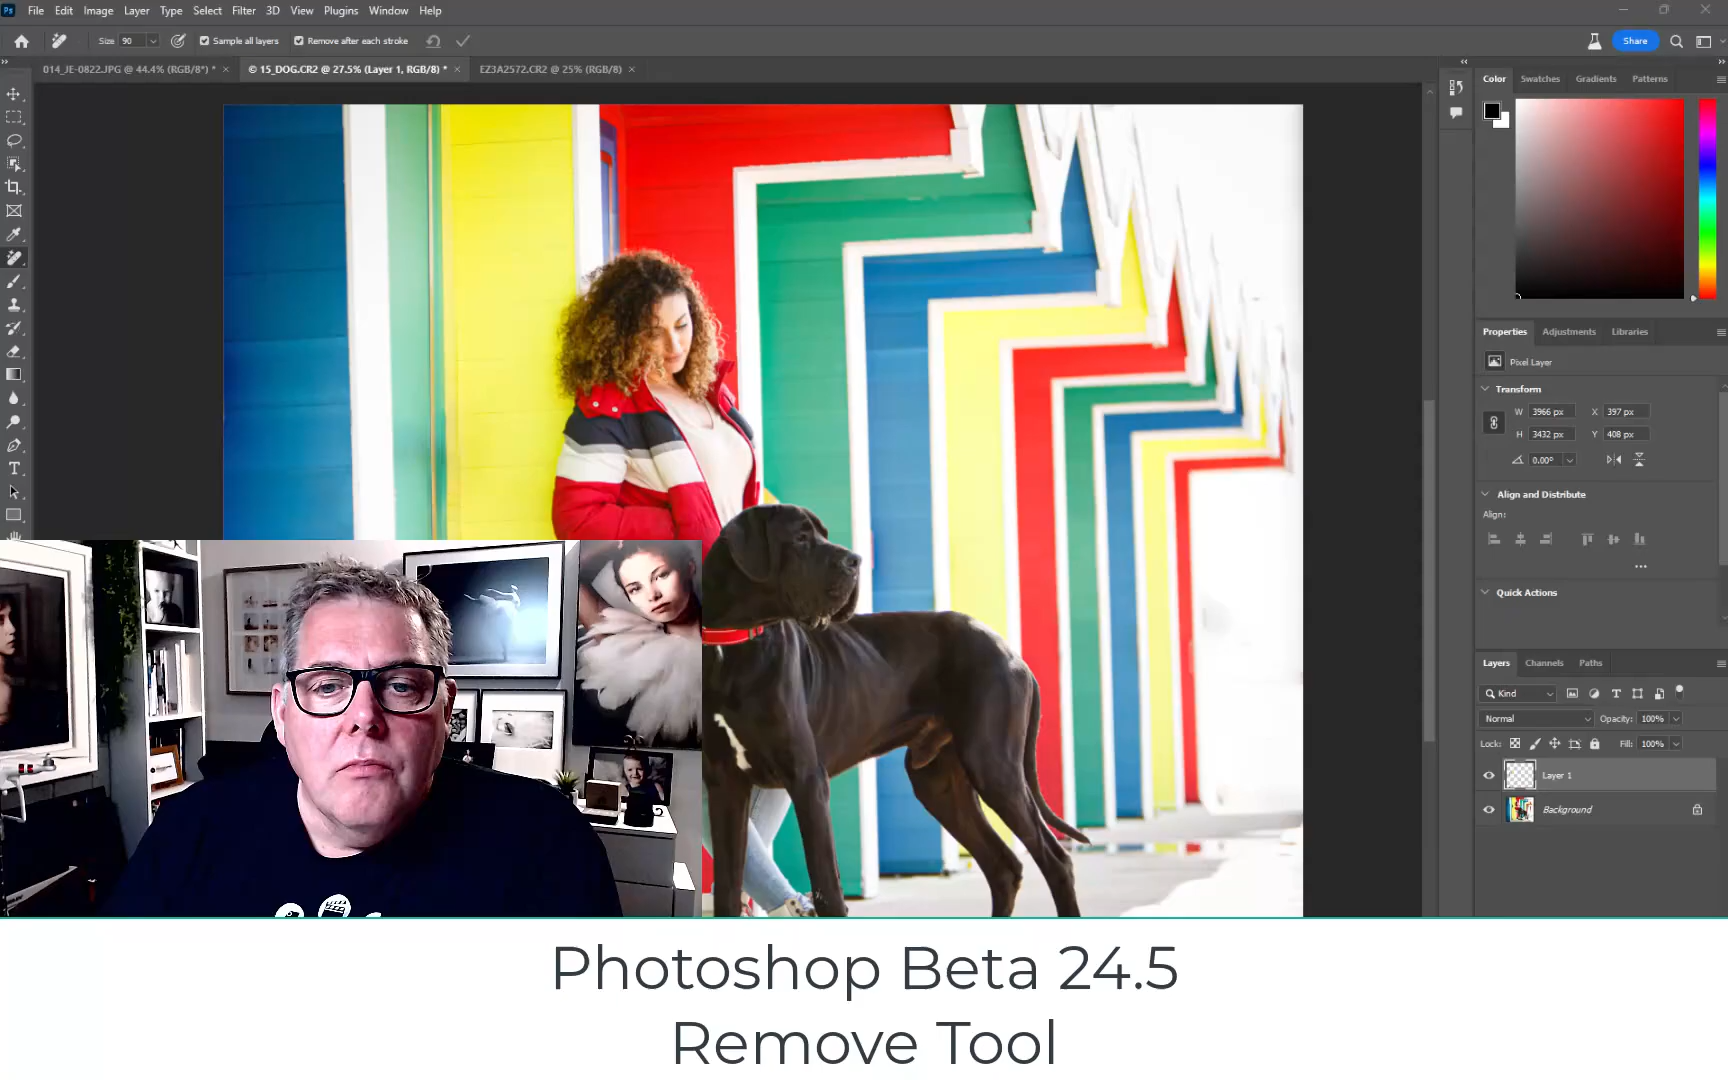 Ps File Edit Image Layer Type Select Filter 3D View Plugins Window Help
Size 90 Sample all layers Remove after each stroke Share
014_JE-0822.JPG @ 44.4% (RGB/8*) * × © 15_DOG.CR2 @ 27.5% (Layer 1, RGB/8) * × EZ3A2572.CR2 @ 25% (RGB/8) ×
Color Swatches Gradients Patterns
Properties Adjustments Libraries
Pixel Layer
Transform
W 3966 px X 397 px
H 3432 px Y 408 px
0.00°
Align and Distribute
Align:
Quick Actions
Layers Channels Paths
Kind
Normal Opacity: 100%
Lock: Fill: 100%
Layer 1
Background
Photoshop Beta 24.5
Remove Tool